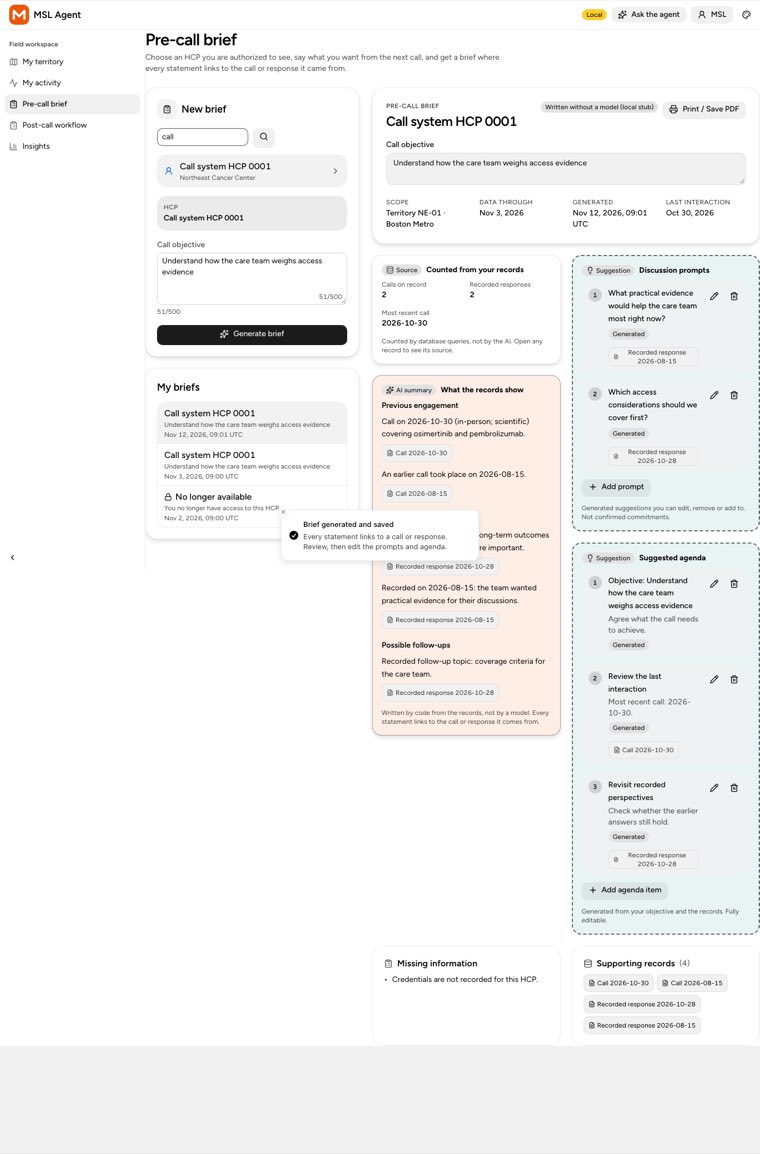 MSL Agent
Local
Ask the agent
MSL
Field workspace
My territory
My activity
Pre-call brief
Post-call workflow
Insights
Pre-call brief
Choose an HCP you are authorized to see, say what you want from the next call, and get a brief where
every statement links to the call or response it came from.
New brief
call
Call system HCP 0001
Northeast Cancer Center
HCP
Call system HCP 0001
Call objective
Understand how the care team weighs access
evidence
51/500
51/500
Generate brief
My briefs
Call system HCP 0001
Understand how the care team weighs access evidence
Nov 12, 2026, 09:01 UTC
Call system HCP 0001
Understand how the care team weighs access evidence
Nov 3, 2026, 09:00 UTC
No longer available
You no longer have access to this HCP
Nov 2, 2026, 09:00 UTC
PRE-CALL BRIEF
Written without a model (local stub)
Print / Save PDF
Call system HCP 0001
Call objective
Understand how the care team weighs access evidence
SCOPE
Territory NE-01 ·
Boston Metro
DATA THROUGH
Nov 3, 2026
GENERATED
Nov 12, 2026, 09:01
UTC
LAST INTERACTION
Oct 30, 2026
Source
Counted from your records
Calls on record
2
Recorded responses
2
Most recent call
2026-10-30
Counted by database queries, not by the AI. Open any
record to see its source.
AI summary
What the records show
Previous engagement
Call on 2026-10-30 (in-person; scientific)
covering osimertinib and pembrolizumab.
Call 2026-10-30
An earlier call took place on 2026-08-15.
Call 2026-08-15
ong-term outcomes
re important.
Recorded response 2026-10-28
Recorded on 2026-08-15: the team wanted
practical evidence for their discussions.
Recorded response 2026-08-15
Possible follow-ups
Recorded follow-up topic: coverage criteria for
the care team.
Recorded response 2026-10-28
Written by code from the records, not by a model. Every
statement links to the call or response it comes from.
Brief generated and saved
Every statement links to a call or response.
Review, then edit the prompts and agenda.
Suggestion
Discussion prompts
1
What practical evidence
would help the care team
most right now?
Generated
Recorded response
2026-08-15
2
Which access
considerations should we
cover first?
Generated
Recorded response
2026-10-28
Add prompt
Generated suggestions you can edit, remove or add to.
Not confirmed commitments.
Suggestion
Suggested agenda
1
Objective: Understand
how the care team
weighs access evidence
Agree what the call needs
to achieve.
Generated
2
Review the last
interaction
Most recent call: 2026-
10-30.
Generated
Call 2026-10-30
3
Revisit recorded
perspectives
Check whether the earlier
answers still hold.
Generated
Recorded response
2026-10-28
Add agenda item
Generated from your objective and the records. Fully
editable.
Missing information
• Credentials are not recorded for this HCP.
Supporting records (4)
Call 2026-10-30
Call 2026-08-15
Recorded response 2026-10-28
Recorded response 2026-08-15